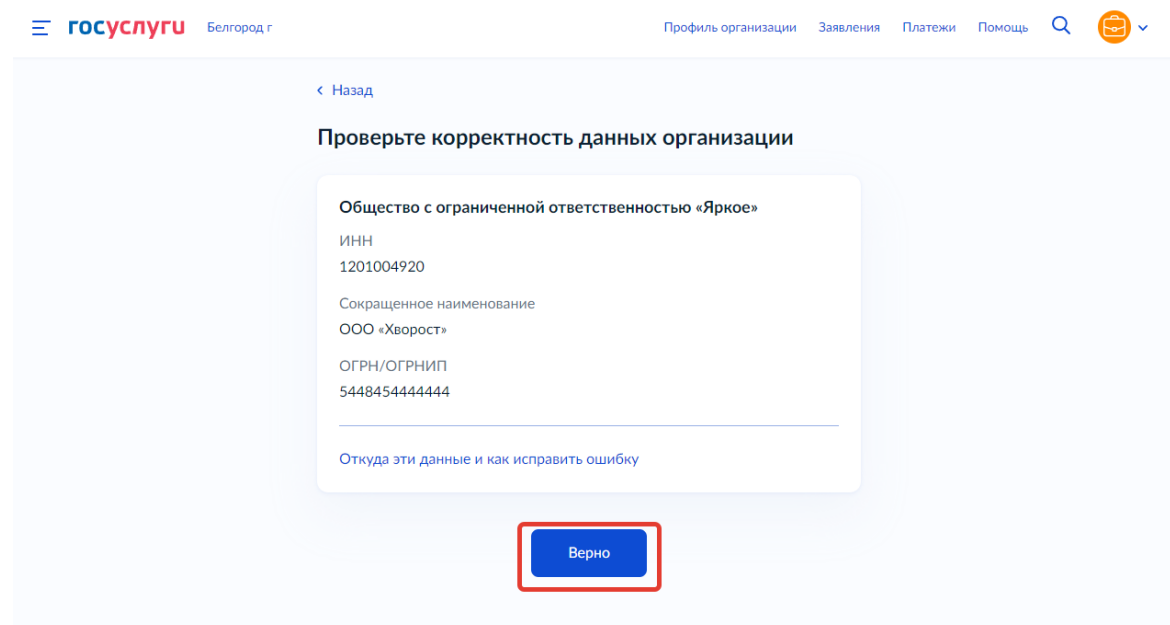 госуслуги Белгород г Профиль организации Заявления Платежи Помощь
Назад
Проверьте корректность данных организации
Общество с ограниченной ответственностью «Яркое»
ИНН
1201004920
Сокращенное наименование
ООО «Хворост»
ОГРН/ОГРНИП
5448454444444
Откуда эти данные и как исправить ошибку
Верно